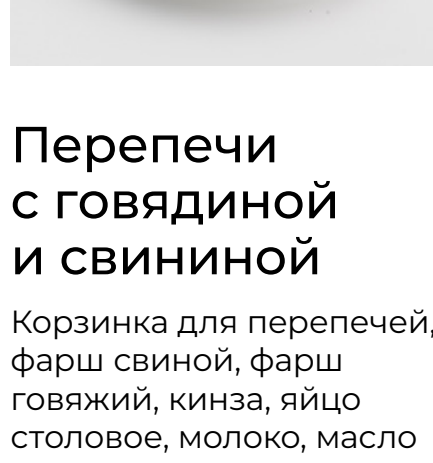 Перепечи
с говядиной
и свининой
Корзинка для перепечей,
фарш свиной, фарш
говяжий, кинза, яйцо
столовое, молоко, масло